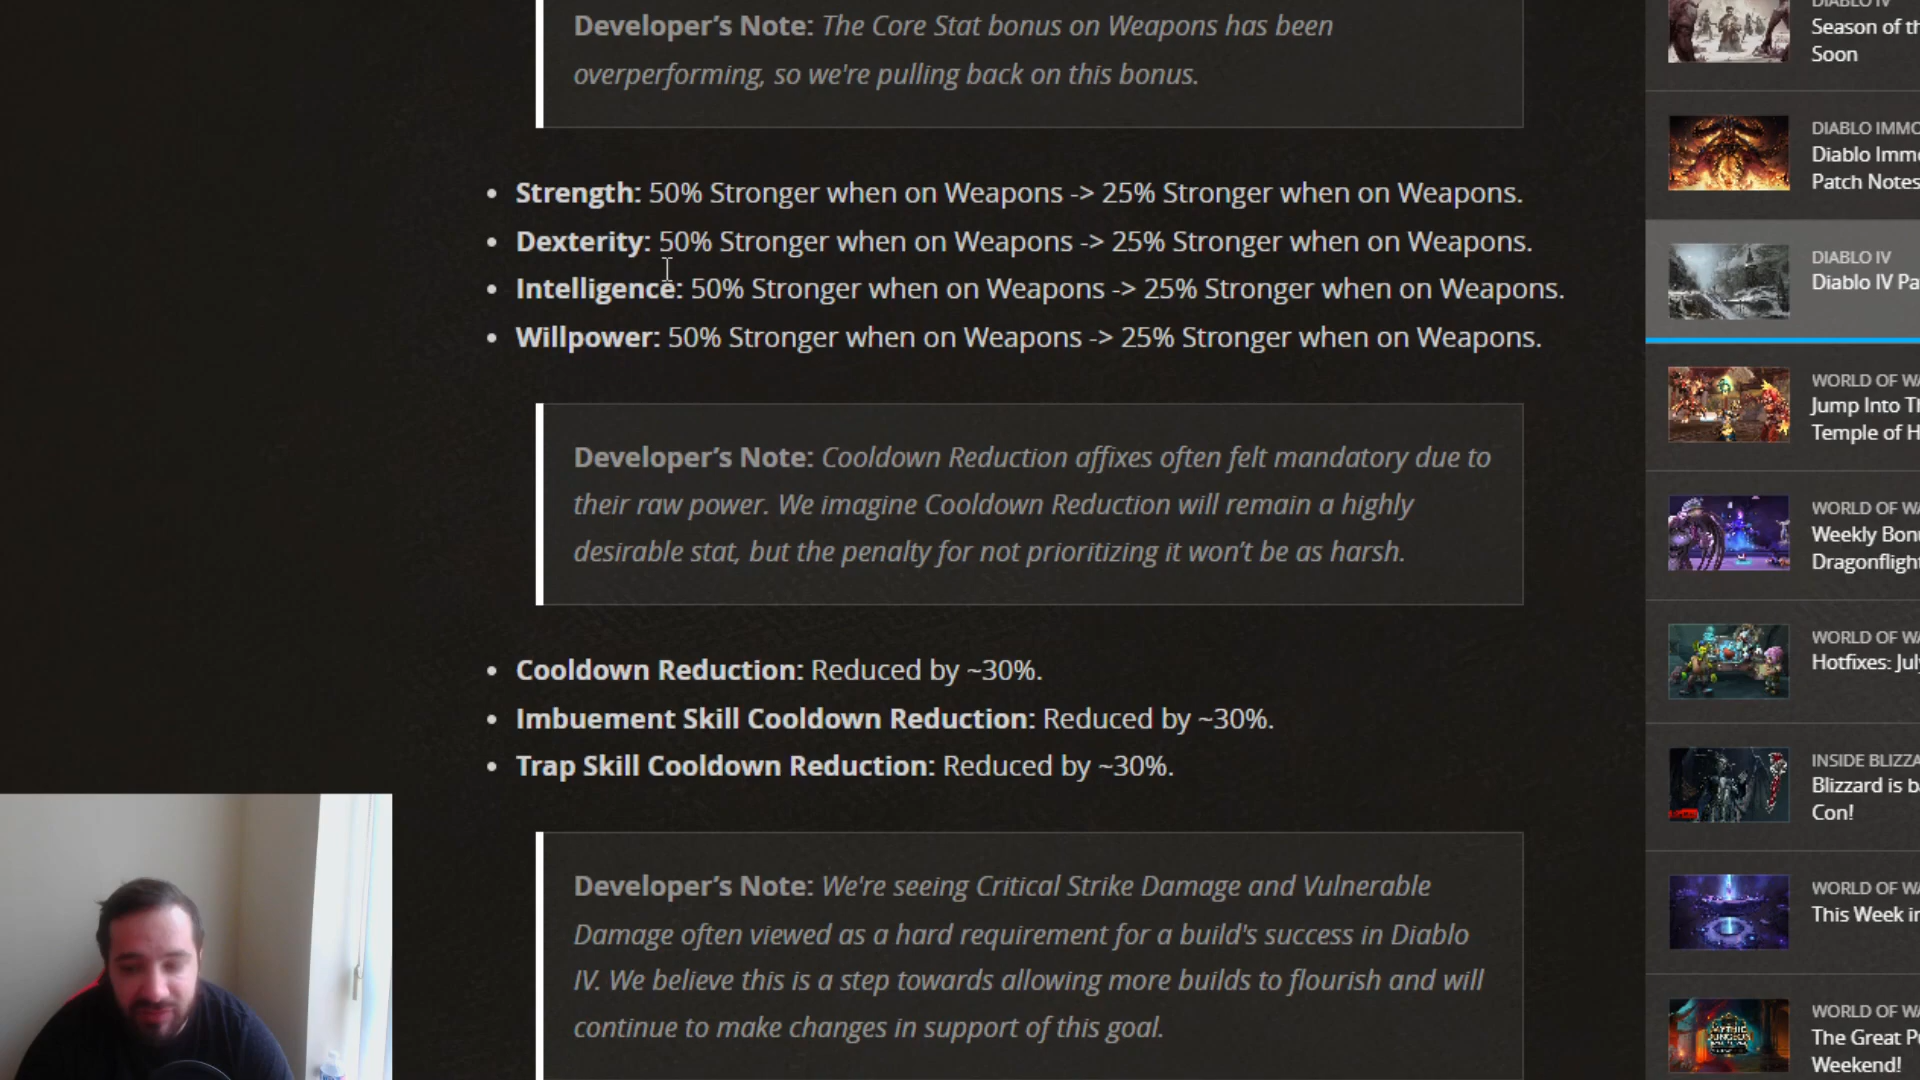 Developer's Note: The Core Stat bonus on Weapons has been
overperforming, so we're pulling back on this bonus.
Strength: 50% Stronger when on Weapons -> 25% Stronger when on Weapons.
Dexterity: 50% Stronger when on Weapons -> 25% Stronger when on Weapons.
Intelligence: 50% Stronger when on Weapons -> 25% Stronger when on Weapons.
Willpower: 50% Stronger when on Weapons -> 25% Stronger when on Weapons.
Developer's Note: Cooldown Reduction affixes often felt mandatory due to
their raw power. We imagine Cooldown Reduction will remain a highly
desirable stat, but the penalty for not prioritizing it won't be as harsh.
Cooldown Reduction: Reduced by ~30%.
Imbuement Skill Cooldown Reduction: Reduced by ~30%.
Trap Skill Cooldown Reduction: Reduced by ~30%.
Developer's Note: We're seeing Critical Strike Damage and Vulnerable
Damage often viewed as a hard requirement for a build's success in Diablo
IV. We believe this is a step towards allowing more builds to flourish and will
continue to make changes in support of this goal.
DIABLO IV
Season of th
Soon
DIABLO IMMO
Diablo Imme
Patch Notes
DIABLO IV
Diablo IV Pa
WORLD OF WA
Jump Into Th
Temple of H
WORLD OF WA
Weekly Bonu
Dragonflight
WORLD OF WA
Hotfixes: Jul
INSIDE BLIZZA
Blizzard is ba
Con!
WORLD OF WA
This Week in
WORLD OF WA
The Great Pu
Weekend!